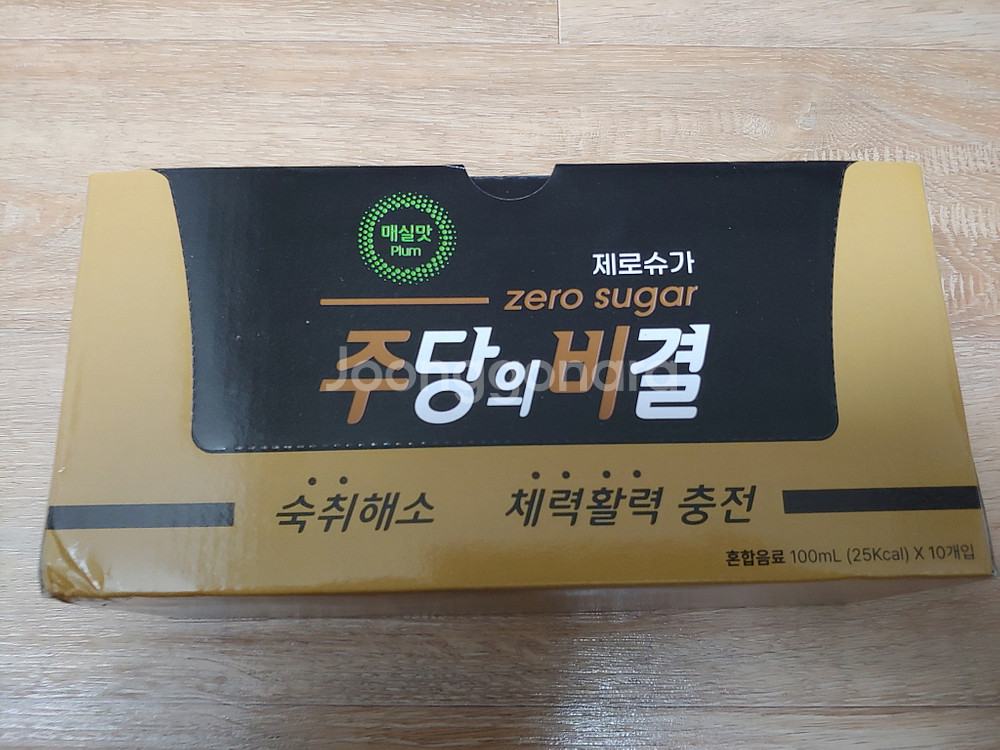 매실맛
Plum
제로슈가
zero sugar
주당의비결
Joonggonara
숙취해소 체력활력 충전
혼합음료 100mL (25Kcal) X 10개입